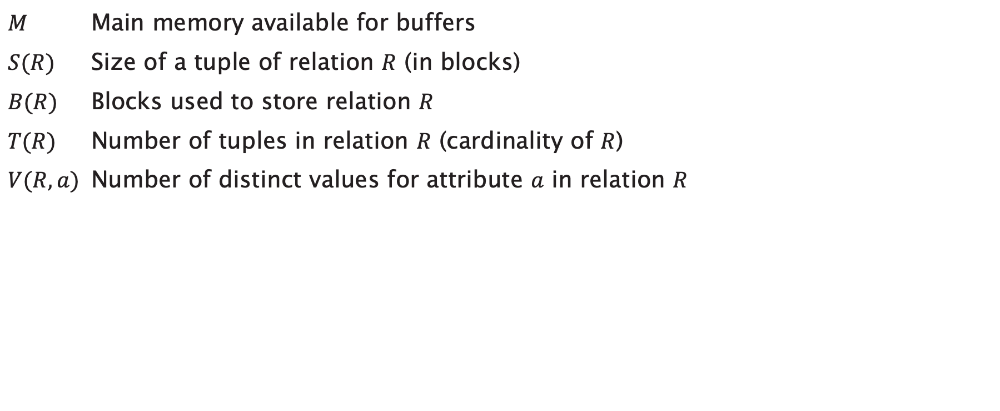 M Main memory available for buffers
S(R) Size of a tuple of relation R (in blocks)
B(R) Blocks used to store relation R
T(R) Number of tuples in relation R (cardinality of R)
V(R, a) Number of distinct values for attribute a in relation R